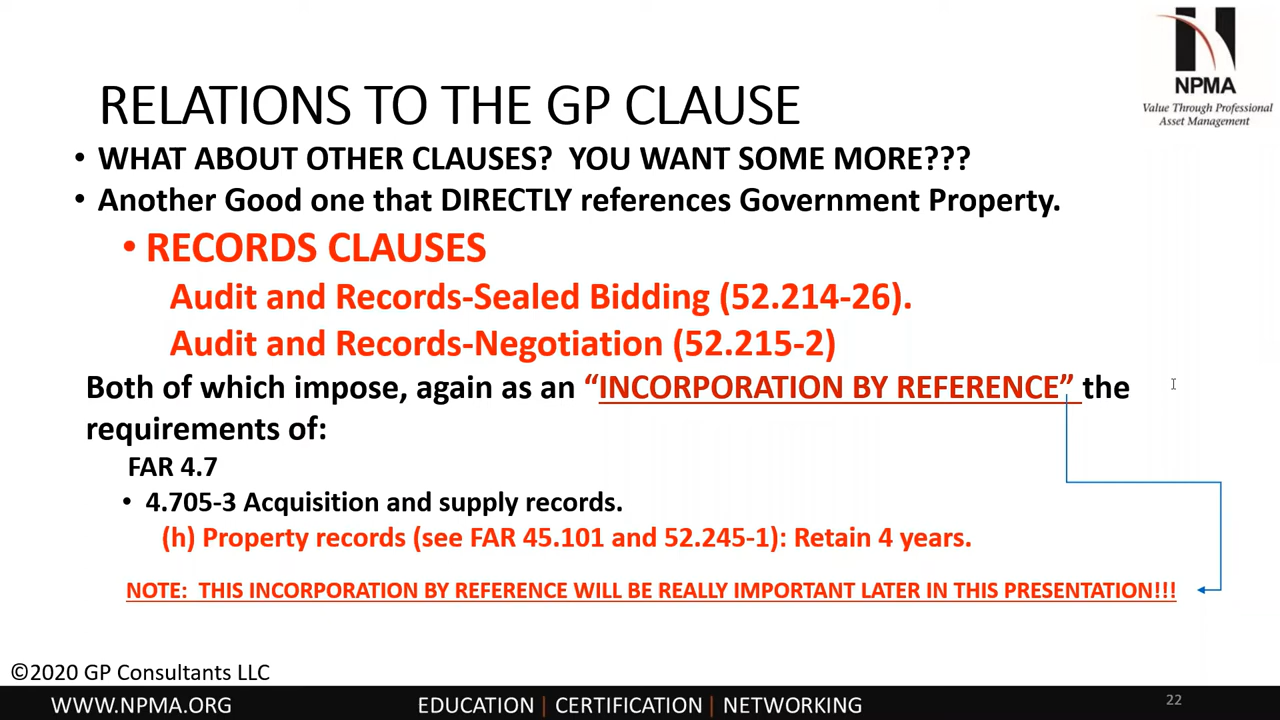 NPMA
Value Through Professional
Asset Management
RELATIONS TO THE GP CLAUSE
• WHAT ABOUT OTHER CLAUSES?  YOU WANT SOME MORE???
• Another Good one that DIRECTLY references Government Property.
• RECORDS CLAUSES
Audit and Records-Sealed Bidding (52.214-26).
Audit and Records-Negotiation (52.215-2)
Both of which impose, again as an “INCORPORATION BY REFERENCE” the
requirements of:
FAR 4.7
• 4.705-3 Acquisition and supply records.
(h) Property records (see FAR 45.101 and 52.245-1): Retain 4 years.
NOTE:  THIS INCORPORATION BY REFERENCE WILL BE REALLY IMPORTANT LATER IN THIS PRESENTATION!!!
©2020 GP Consultants LLC
WWW.NPMA.ORG
EDUCATION | CERTIFICATION | NETWORKING
22